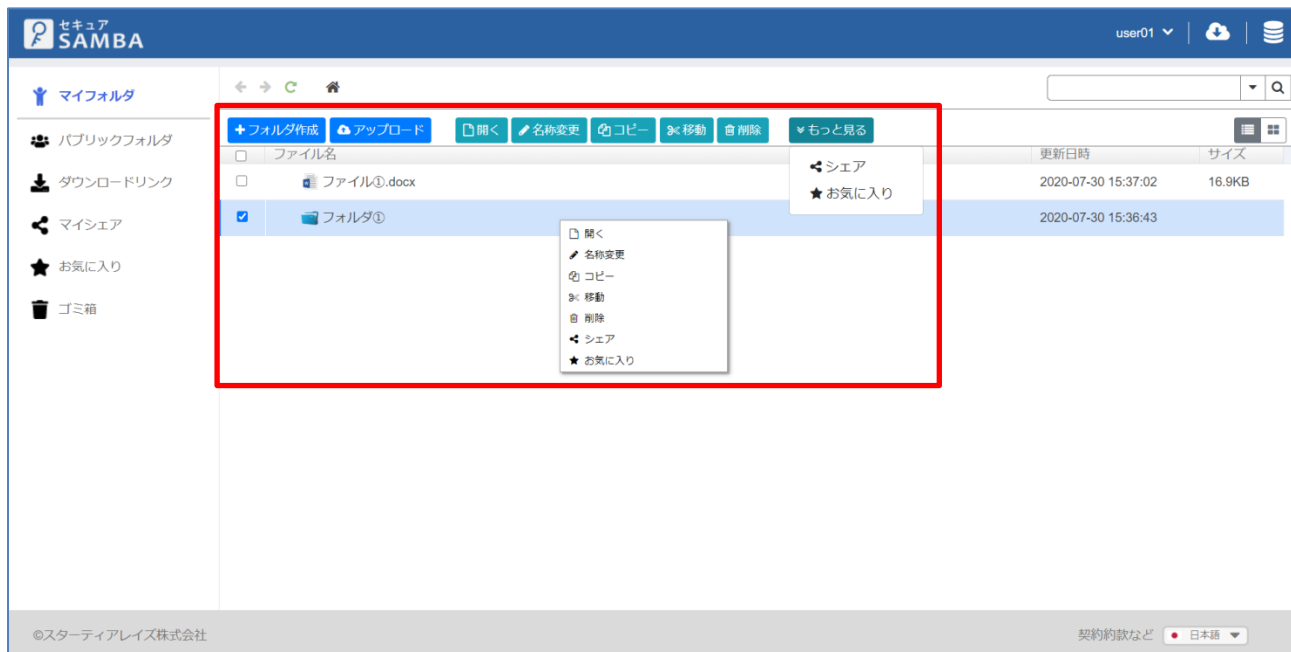 セキュア
SAMBA
user01
マイフォルダ
パブリックフォルダ
ダウンロードリンク
マイシェア
お気に入り
ゴミ箱
フォルダ作成 アップロード 開く 名称変更 コピー 移動 削除 もっと見る
シェア
お気に入り
ファイル名 更新日時 サイズ
ファイル①.docx 2020-07-30 15:37:02 16.9KB
フォルダ① 2020-07-30 15:36:43
開く
名称変更
コピー
移動
削除
シェア
お気に入り
©スターティアレイズ株式会社 契約約款など 日本語